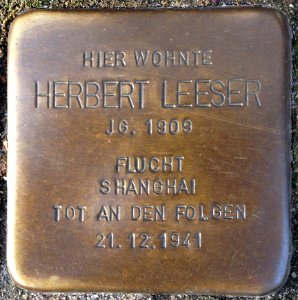 HIER WOHNTE
HERBERT LEESER
JG. 1909
FLUCHT
SHANGHAI
TOT AN DEN FOLGEN
21.12.1941